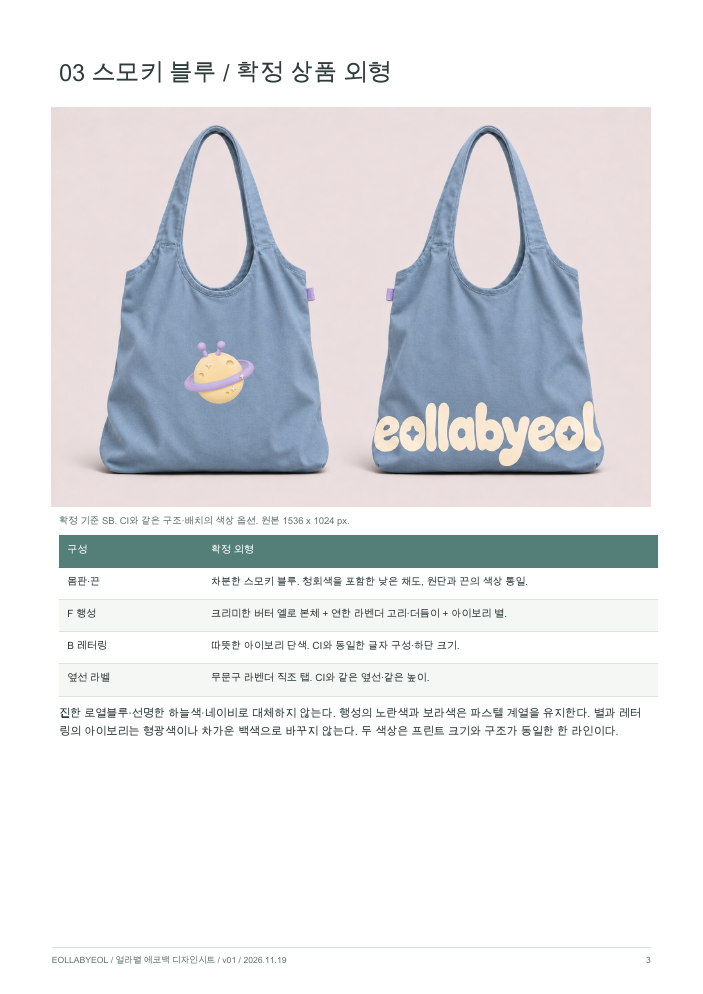 03 스모키 블루 / 확정 상품 외형
eollabyeol
확정 기준 SB. CI와 같은 구조·배치의 색상 옵션. 원본 1536 x 1024 px.
구성 확정 외형
몸판·끈 차분한 스모키 블루. 청회색을 포함한 낮은 채도, 원단과 끈의 색상 통일.
F 행성 크리미한 버터 옐로 본체 + 연한 라벤더 고리·더듬이 + 아이보리 별.
B 레터링 따뜻한 아이보리 단색. CI와 동일한 글자 구성·하단 크기.
옆선 라벨 무문구 라벤더 직조 탭. CI와 같은 옆선·같은 높이.
진한 로열블루·선명한 하늘색·네이비로 대체하지 않는다. 행성의 노란색과 보라색은 파스텔 계열을 유지한다. 별과 레터
링의 아이보리는 형광색이나 차가운 백색으로 바꾸지 않는다. 두 색상은 프린트 크기와 구조가 동일한 한 라인이다.
EOLLABYEOL / 얼라별 에코백 디자인시트 / v01 / 2026.11.19 3